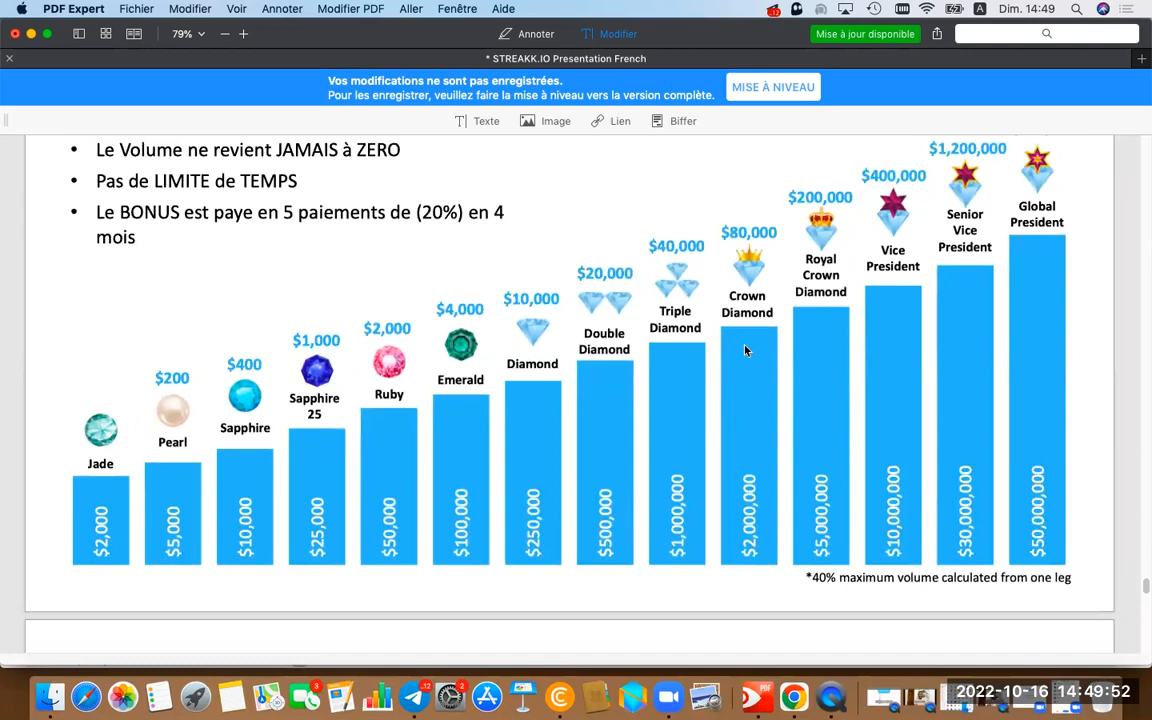 PDF Expert Fichier Modifier Voir Annoter Modifier PDF Aller Fenêtre Aide
12
A
Dim. 14:49
79%
Annoter
Modifier
Mise à jour disponible
* STREAKK.IO Presentation French
Vos modifications ne sont pas enregistrées.
Pour les enregistrer, veuillez faire la mise à niveau vers la version complète.
MISE À NIVEAU
Texte
Image
Lien
Biffer
• Le Volume ne revient JAMAIS à ZERO
• Pas de LIMITE de TEMPS
• Le BONUS est paye en 5 paiements de (20%) en 4
mois
Jade
$2,000
$200
Pearl
$5,000
$400
Sapphire
$10,000
$1,000
Sapphire
25
$25,000
$2,000
Ruby
$50,000
$4,000
Emerald
$100,000
$10,000
Diamond
$250,000
$20,000
Double
Diamond
$500,000
$40,000
Triple
Diamond
$1,000,000
$80,000
Crown
Diamond
$2,000,000
$200,000
Royal
Crown
Diamond
$5,000,000
$400,000
Vice
President
$10,000,000
$1,200,000
Senior
Vice
President
$30,000,000
Global
President
$50,000,000
*40% maximum volume calculated from one leg
3
12
2
PDF
2022-10-16 14:49:52